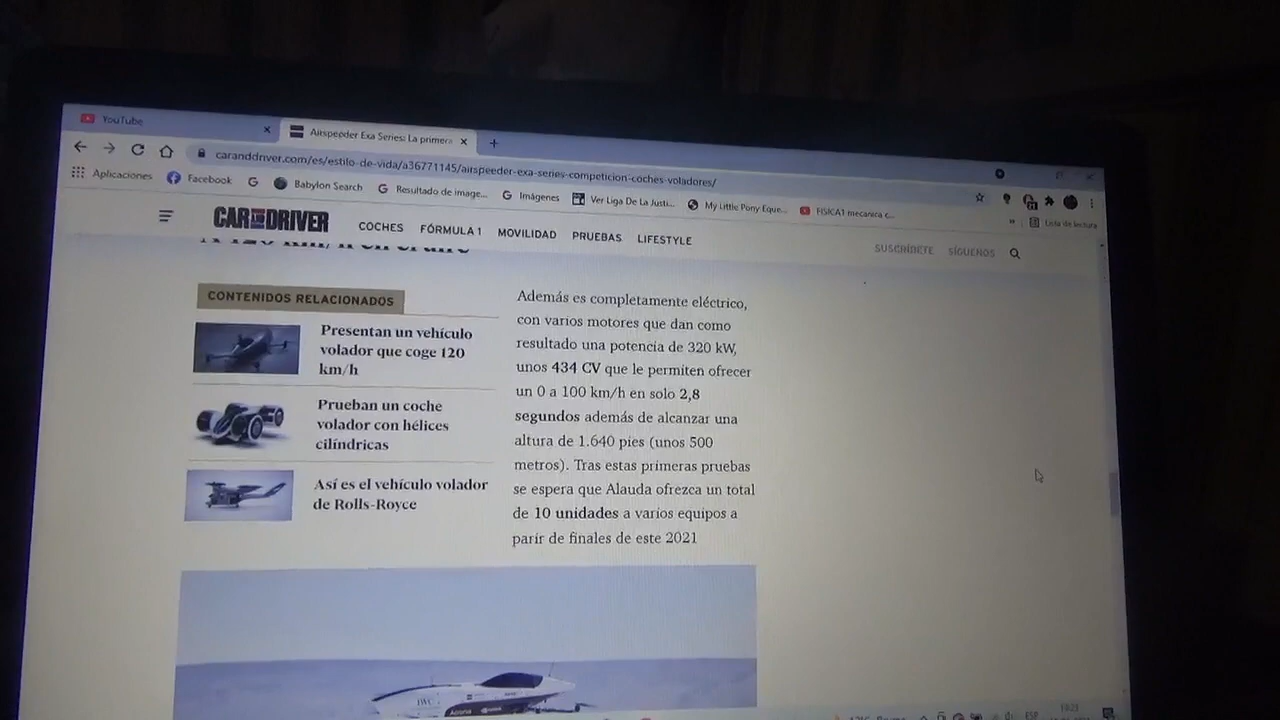 YouTube
Airspeeder Exa Series: La primera
caranddriver.com/es/estilo-de-vida/a36771145/airspeeder-exa-series-competicion-coches-voladores/
Aplicaciones
Facebook
Babylon Search
Resultado de image...
Imágenes
Ver Liga De La Justi...
My Little Pony Eque...
FISICA1 mecanica c...
Lista de lectura
CAR AND DRIVER
COCHES
FÓRMULA 1
MOVILIDAD
PRUEBAS
LIFESTYLE
SUSCRÍBETE
SÍGUENOS
CONTENIDOS RELACIONADOS
Presentan un vehículo
volador que coge 120
km/h
Prueban un coche
volador con hélices
cilíndricas
Así es el vehículo volador
de Rolls-Royce
Además es completamente eléctrico,
con varios motores que dan como
resultado una potencia de 320 kW,
unos 434 CV que le permiten ofrecer
un 0 a 100 km/h en solo 2,8
segundos además de alcanzar una
altura de 1.640 pies (unos 500
metros). Tras estas primeras pruebas
se espera que Alauda ofrezca un total
de 10 unidades a varios equipos a
parir de finales de este 2021
IWC
Acronis
ESP